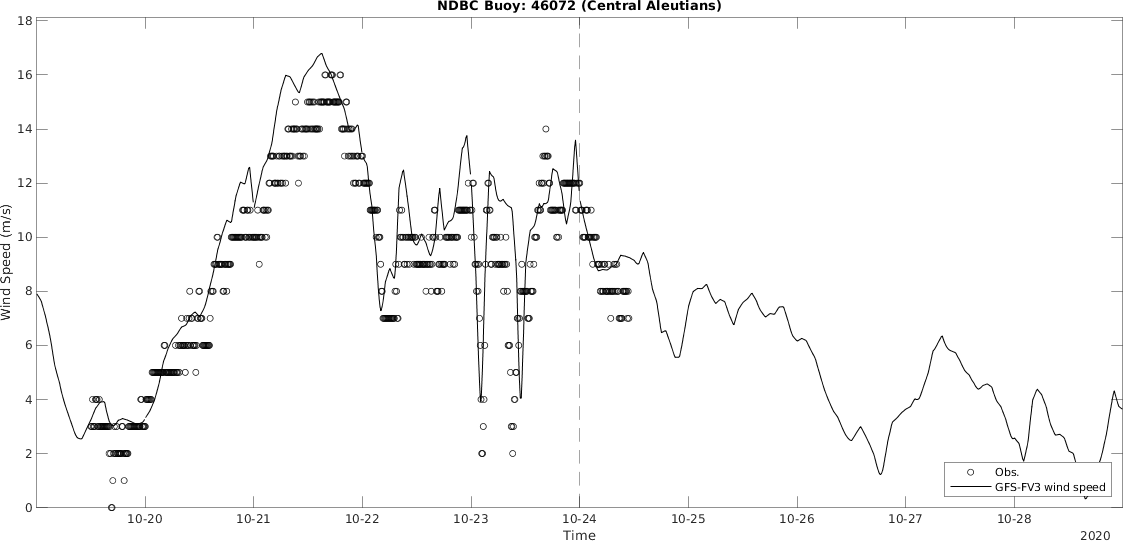 NDBC Buoy: 46072 (Central Aleutians)
18
16
14
12
10
8
6
4
2
0
Wind Speed (m/s)
Obs.
GFS-FV3 wind speed
10-20 10-21 10-22 10-23 10-24 10-25 10-26 10-27 10-28
Time
2020